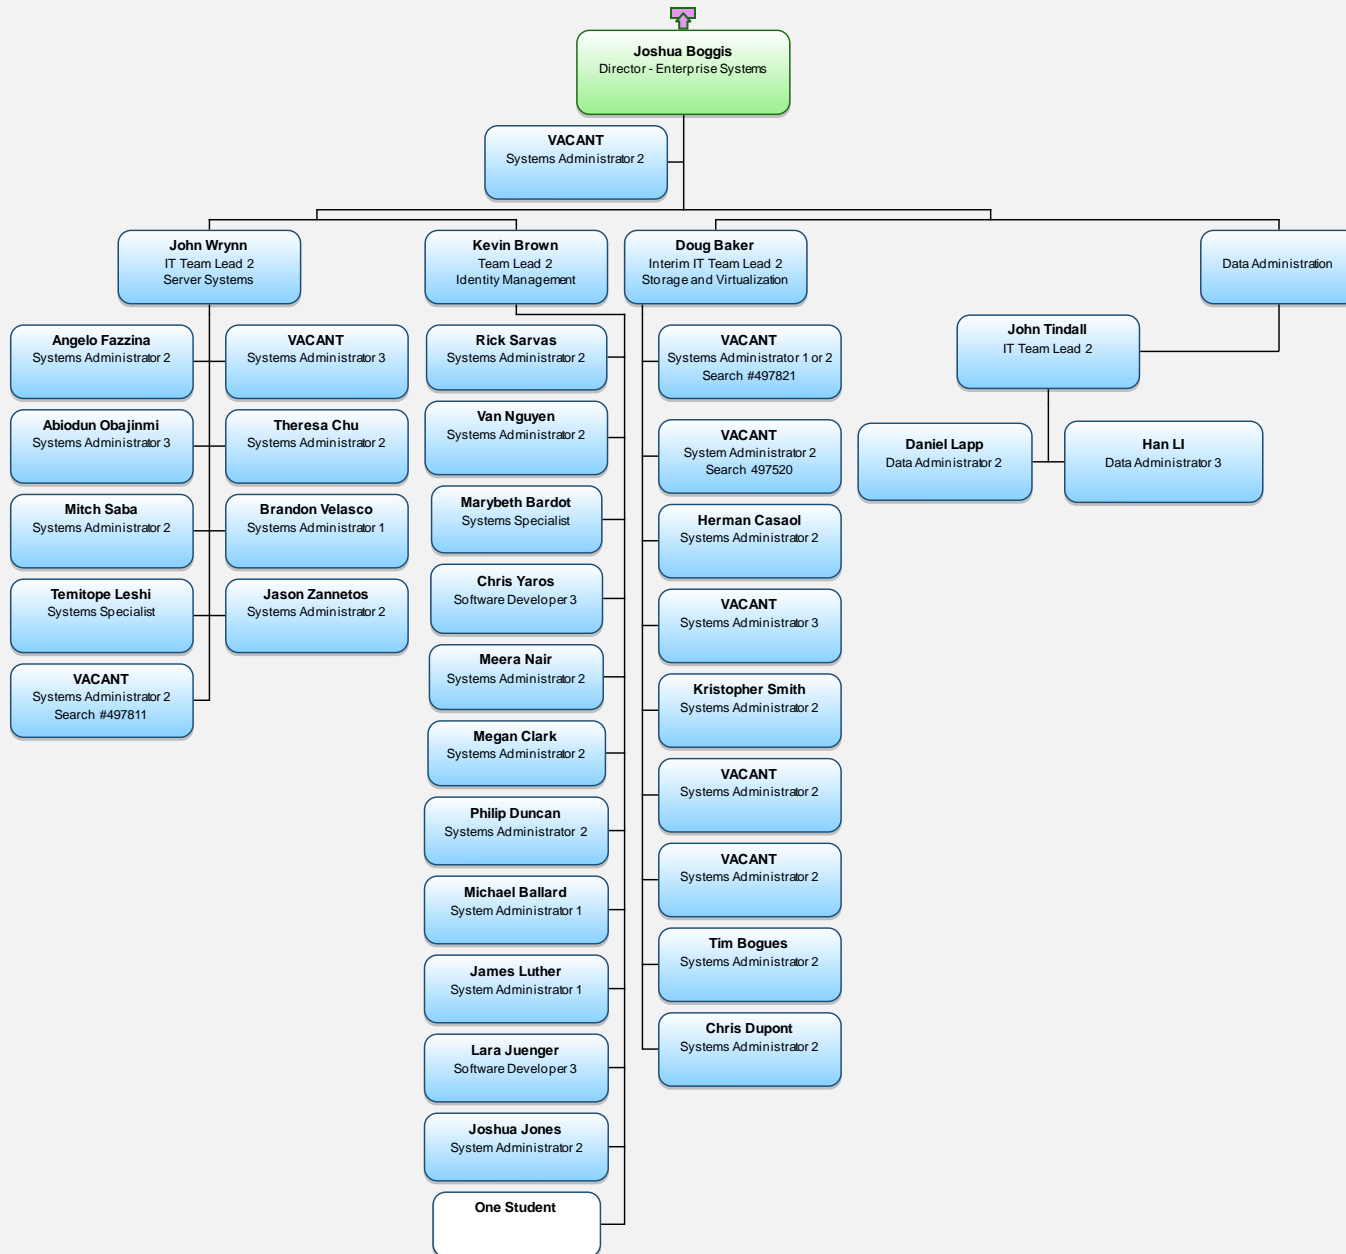 Joshua Boggis
Director - Enterprise Systems
VACANT
Systems Administrator 2
John Wrynn
IT Team Lead 2
Server Systems
Kevin Brown
Team Lead 2
Identity Management
Doug Baker
Interim IT Team Lead 2
Storage and Virtualization
Data Administration
Angelo Fazzina
Systems Administrator 2
VACANT
Systems Administrator 3
Abiodun Obajinmi
Systems Administrator 3
Theresa Chu
Systems Administrator 2
Mitch Saba
Systems Administrator 2
Brandon Velasco
Systems Administrator 1
Temitope Leshi
Systems Specialist
Jason Zannetos
Systems Administrator 2
VACANT
Systems Administrator 2
Search #497811
Rick Sarvas
Systems Administrator 2
Van Nguyen
Systems Administrator 2
Marybeth Bardot
Systems Specialist
Chris Yaros
Software Developer 3
Meera Nair
Systems Administrator 2
Megan Clark
Systems Administrator 2
Philip Duncan
Systems Administrator 2
Michael Ballard
System Administrator 1
James Luther
System Administrator 1
Lara Juenger
Software Developer 3
Joshua Jones
System Administrator 2
One Student
VACANT
Systems Administrator 1 or 2
Search #497821
VACANT
System Administrator 2
Search 497520
Herman Casaol
Systems Administrator 2
VACANT
Systems Administrator 3
Kristopher Smith
Systems Administrator 2
VACANT
Systems Administrator 2
VACANT
Systems Administrator 2
Tim Bogues
Systems Administrator 2
Chris Dupont
Systems Administrator 2
John Tindall
IT Team Lead 2
Daniel Lapp
Data Administrator 2
Han LI
Data Administrator 3